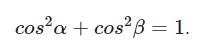 cos²α + cos²β = 1.